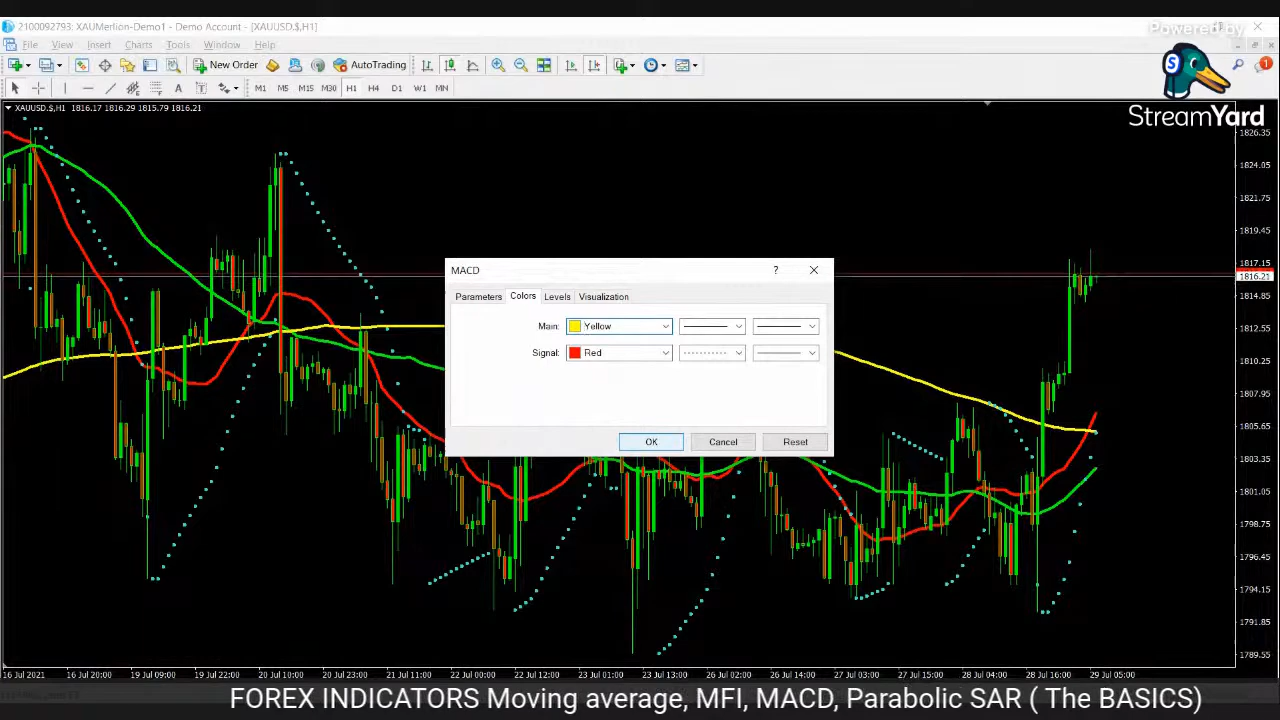 2100092793: XAUMerlion-Demo1 - Demo Account - [XAUUSD.$,H1]
Powered by
File View Insert Charts Tools Window Help
New Order AutoTrading
S
1
A T M1 M5 M15 M30 H1 H4 D1 W1 MN
StreamYard
XAUUSD.$,H1 1816.17 1816.29 1815.79 1816.21
1826.35
1824.05
1821.75
1819.45
1817.15
1816.21
1814.85
1812.55
1810.25
1807.95
1805.65
1803.35
1801.05
1798.75
1796.45
1794.15
1791.85
1789.55
MACD ?
Parameters Colors Levels Visualization
Main: Yellow
Signal: Red
OK Cancel Reset
16 Jul 2021 16 Jul 20:00 19 Jul 09:00 19 Jul 22:00 20 Jul 10:00 20 Jul 23:00 21 Jul 11:00 22 Jul 00:00 22 Jul 12:00 23 Jul 02:00 23 Jul 13:00 26 Jul 02:00 26 Jul 14:00 27 Jul 03:00 27 Jul 15:00 28 Jul 04:00 28 Jul 16:00 29 Jul 05:00
FOREX INDICATORS Moving average, MFI, MACD, Parabolic SAR ( The BASICS)